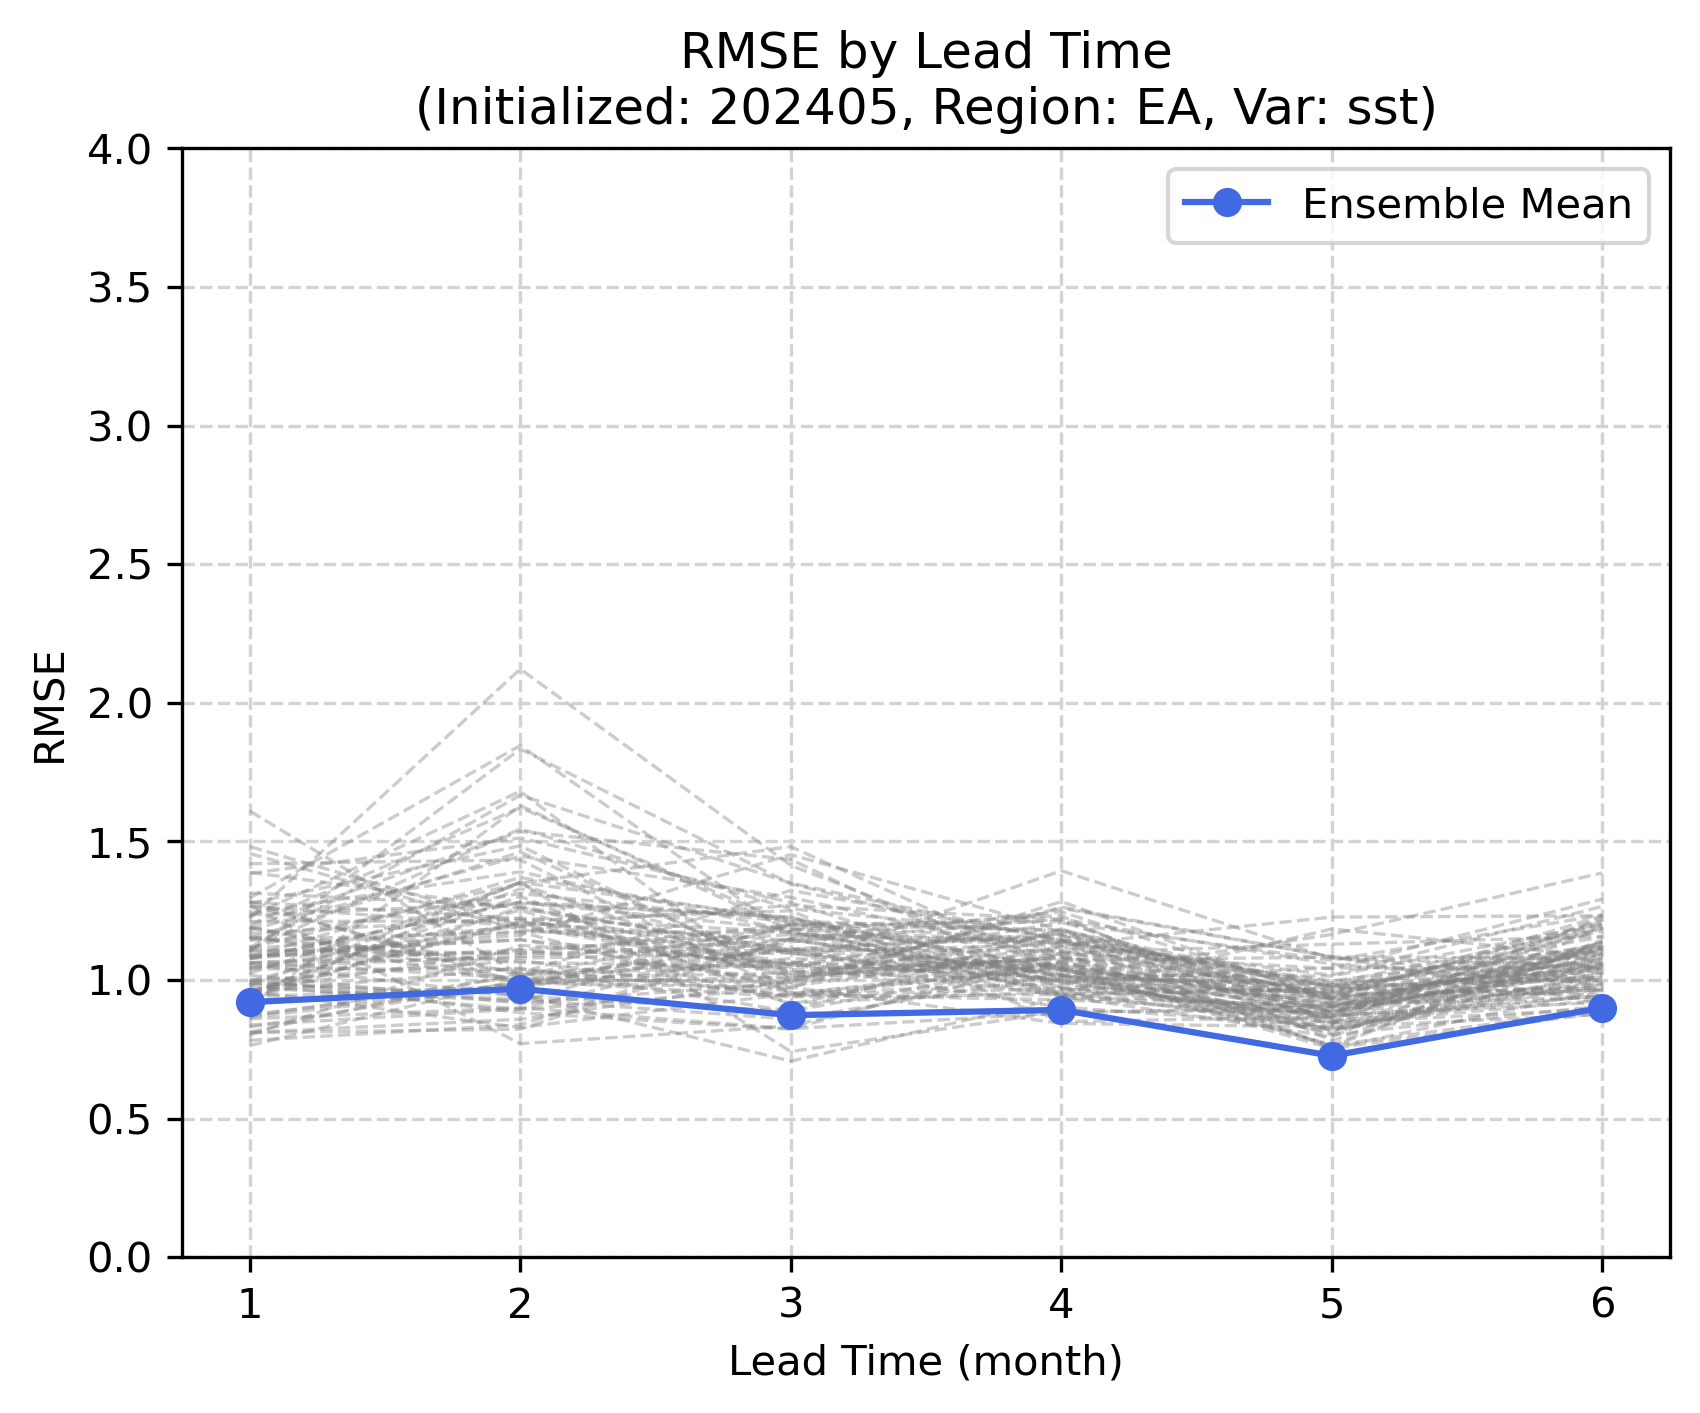 RMSE by Lead Time
(Initialized: 202405, Region: EA, Var: sst)
4.0
3.5
3.0
2.5
2.0
1.5
1.0
0.5
0.0
RMSE
Ensemble Mean
1 2 3 4 5 6
Lead Time (month)